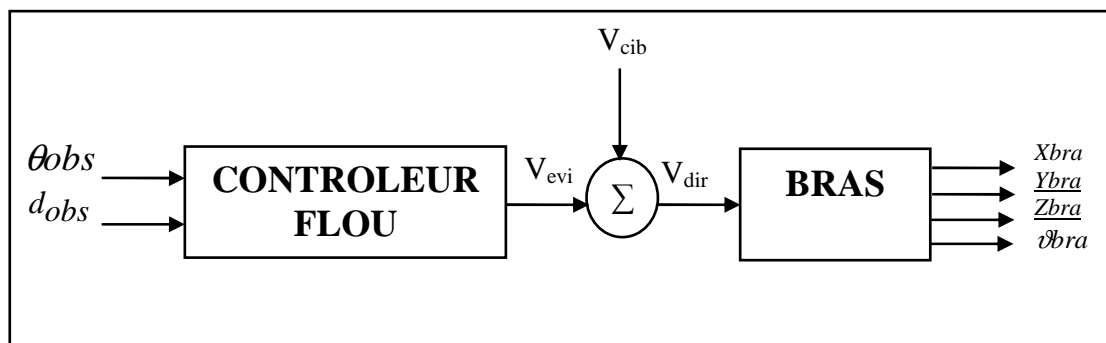 V_cib
θobs
d_obs
CONTROLEUR
FLOU
V_evi
Σ
V_dir
BRAS
Xbra
Ybra
Zbra
ϑbra